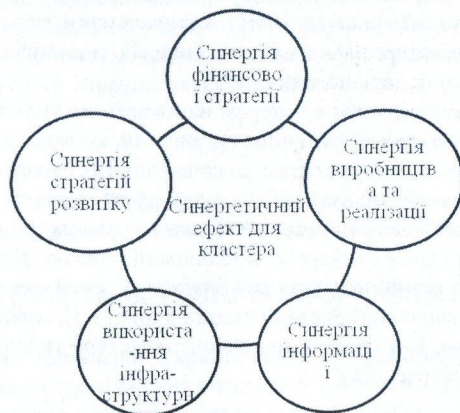 Синергія
фінансово
ї стратегії
Синергія
стратегій
розвитку
Синергія
виробництв
а та
реалізації
Синергетичний
ефект для
кластера
Синергія
використа
-ння
інфра-
структури
Синергія
інформаці
ї